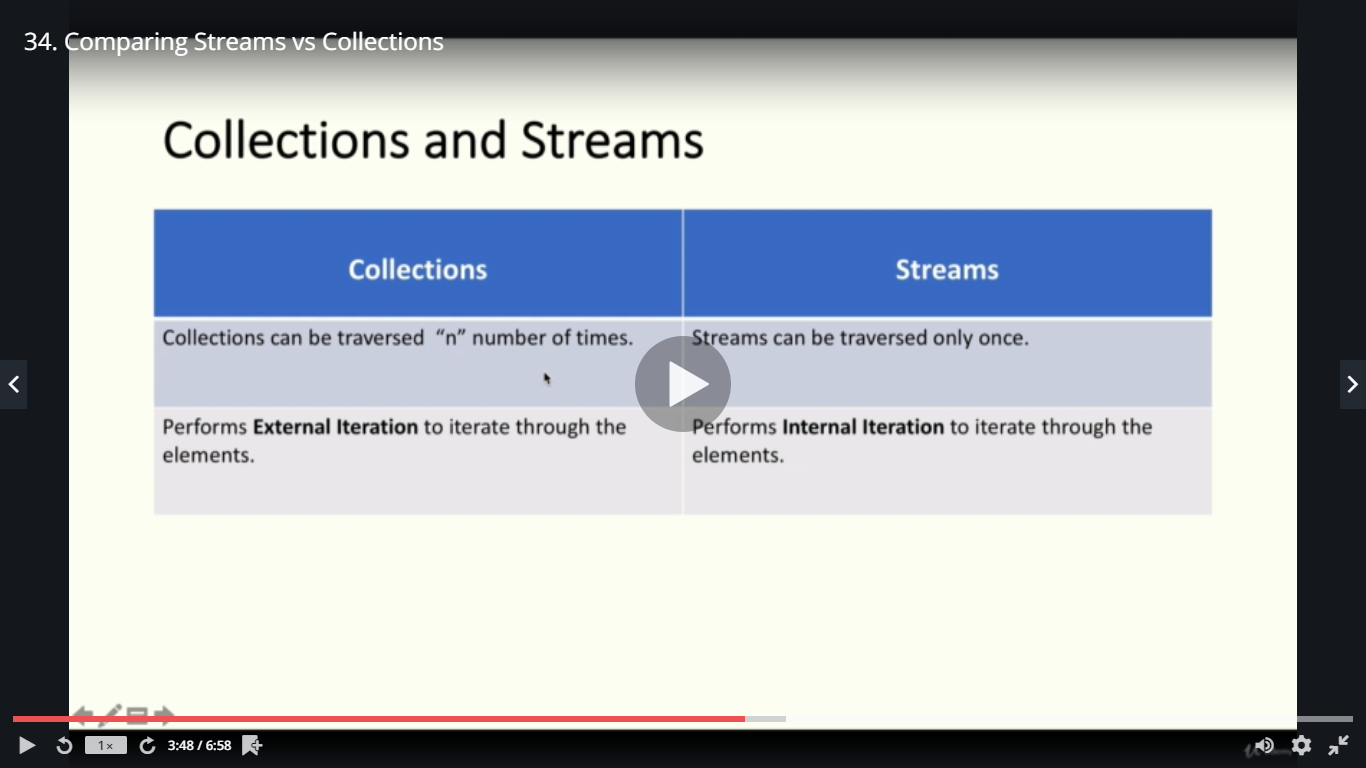 34. Comparing Streams vs Collections
Collections and Streams
Collections
Streams
Collections can be traversed “n” number of times.
Streams can be traversed only once.
Performs External Iteration to iterate through the
elements.
Performs Internal Iteration to iterate through the
elements.
1×
3:48 / 6:58